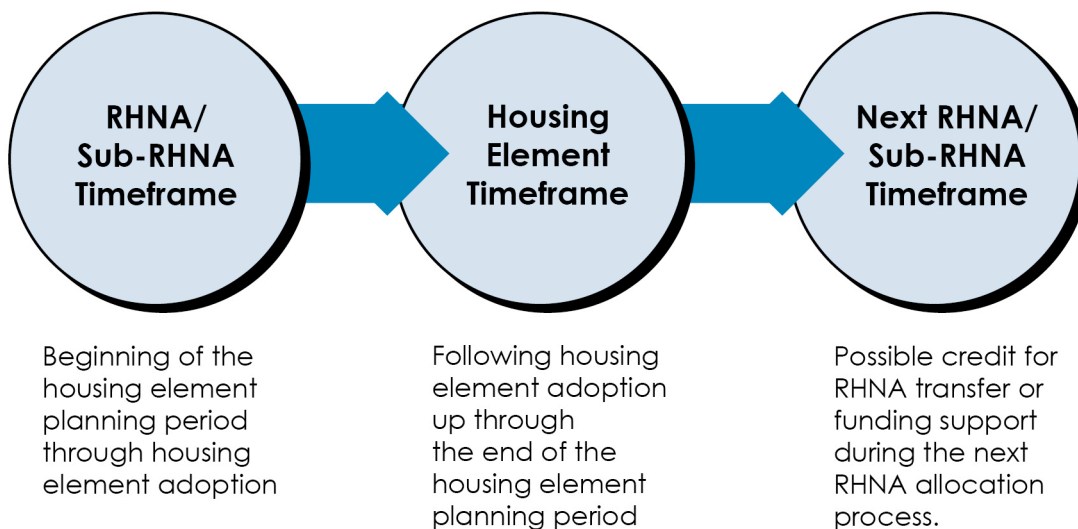 RHNA/
Sub-RHNA
Timeframe
Housing
Element
Timeframe
Next RHNA/
Sub-RHNA
Timeframe
Beginning of the
housing element
planning period
through housing
element adoption
Following housing
element adoption
up through
the end of the
housing element
planning period
Possible credit for
RHNA transfer or
funding support
during the next
RHNA allocation
process.